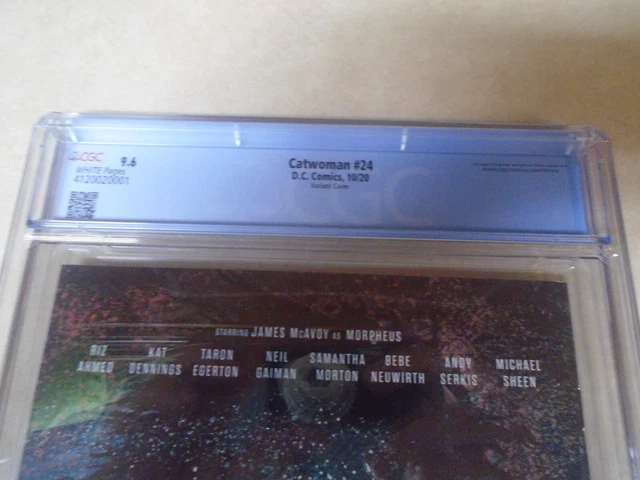 CGC 9.6
WHITE Pages
4120020001
Catwoman #24
D.C. Comics, 10/20
Variant Cover
STARRING JAMES McAVOY AS MORPHEUS
RIZ AHMED
KAT DENNINGS
TARON EGERTON
NEIL GAIMAN
SAMANTHA MORTON
BEBE NEUWIRTH
ANDY SERKIS
MICHAEL SHEEN